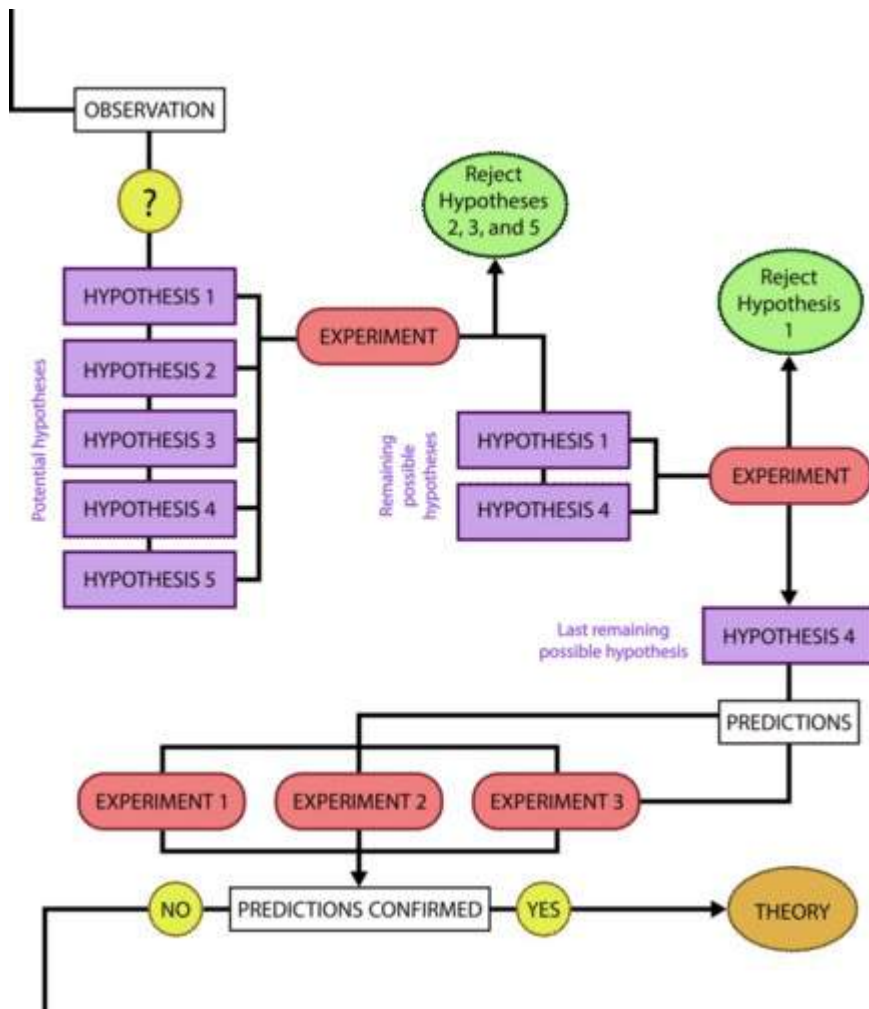 OBSERVATION
?
Potential hypotheses
HYPOTHESIS 1
HYPOTHESIS 2
HYPOTHESIS 3
HYPOTHESIS 4
HYPOTHESIS 5
EXPERIMENT
Reject
Hypotheses
2, 3, and 5
Remaining
possible
hypotheses
HYPOTHESIS 1
HYPOTHESIS 4
EXPERIMENT
Reject
Hypothesis
1
Last remaining
possible hypothesis
HYPOTHESIS 4
PREDICTIONS
EXPERIMENT 1
EXPERIMENT 2
EXPERIMENT 3
NO
PREDICTIONS CONFIRMED
YES
THEORY